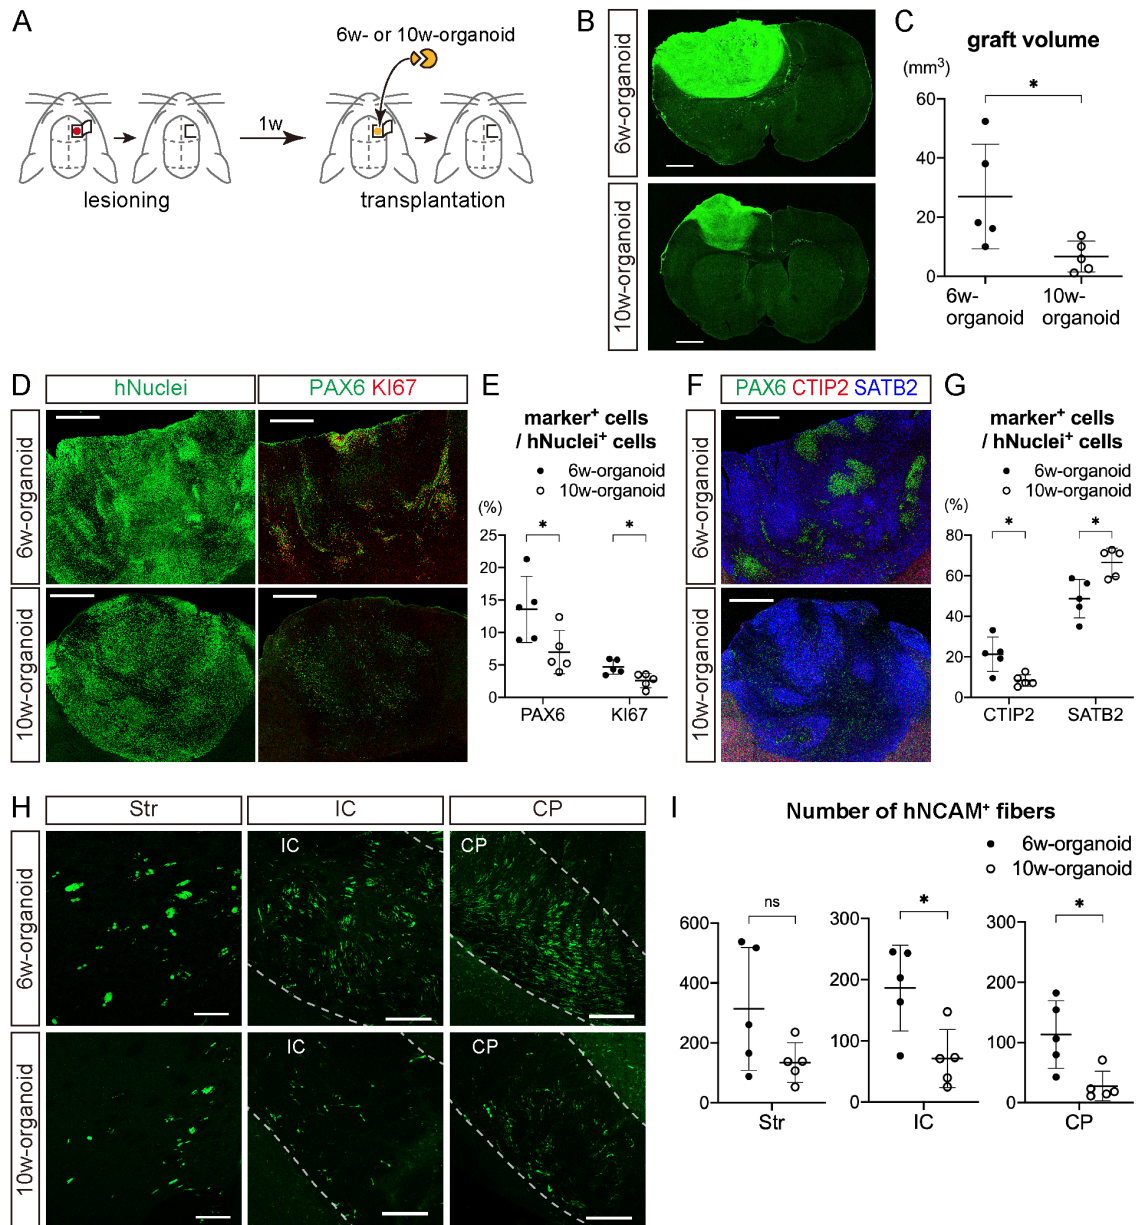 A
6w- or 10w-organoid
1w
lesioning
transplantation
B
6w-organoid
10w-organoid
C
graft volume
(mm³)
*
60
40
20
0
6w-
organoid
10w-
organoid
D
hNuclei
PAX6 KI67
6w-organoid
10w-organoid
E
marker⁺ cells
/ hNuclei⁺ cells
6w-organoid
10w-organoid
(%)
* *
25
20
15
10
5
0
PAX6
KI67
F
PAX6 CTIP2 SATB2
6w-organoid
10w-organoid
G
marker⁺ cells
/ hNuclei⁺ cells
6w-organoid
10w-organoid
(%)
* *
80
60
40
20
0
CTIP2
SATB2
H
Str
IC
CP
6w-organoid
IC
CP
10w-organoid
IC
CP
I
Number of hNCAM⁺ fibers
6w-organoid
10w-organoid
ns
600
400
200
0
Str
*
300
200
100
0
IC
*
300
200
100
0
CP